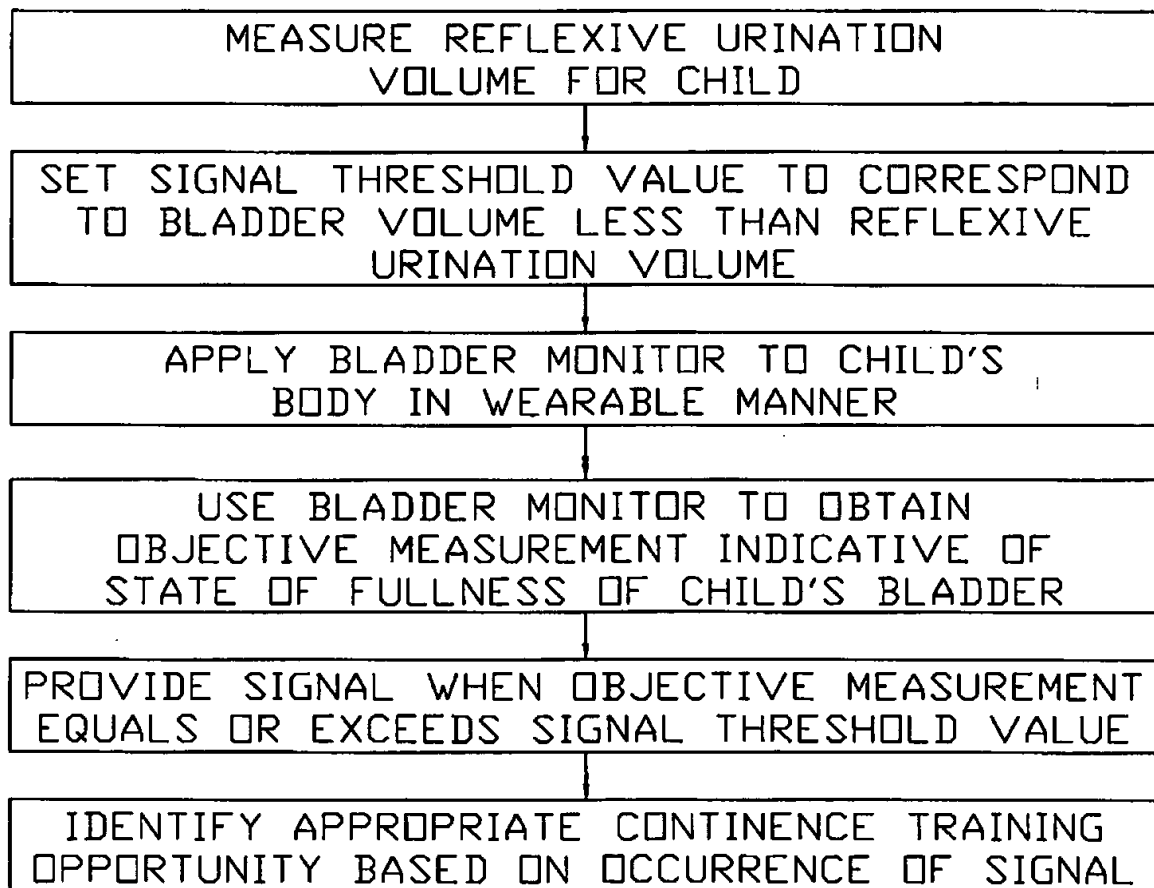 MEASURE REFLEXIVE URINATION
VOLUME FOR CHILD
SET SIGNAL THRESHOLD VALUE TO CORRESPOND
TO BLADDER VOLUME LESS THAN REFLEXIVE
URINATION VOLUME
APPLY BLADDER MONITOR TO CHILD'S
BODY IN WEARABLE MANNER
USE BLADDER MONITOR TO OBTAIN
OBJECTIVE MEASUREMENT INDICATIVE OF
STATE OF FULLNESS OF CHILD'S BLADDER
PROVIDE SIGNAL WHEN OBJECTIVE MEASUREMENT
EQUALS OR EXCEEDS SIGNAL THRESHOLD VALUE
IDENTIFY APPROPRIATE CONTINENCE TRAINING
OPPORTUNITY BASED ON OCCURRENCE OF SIGNAL